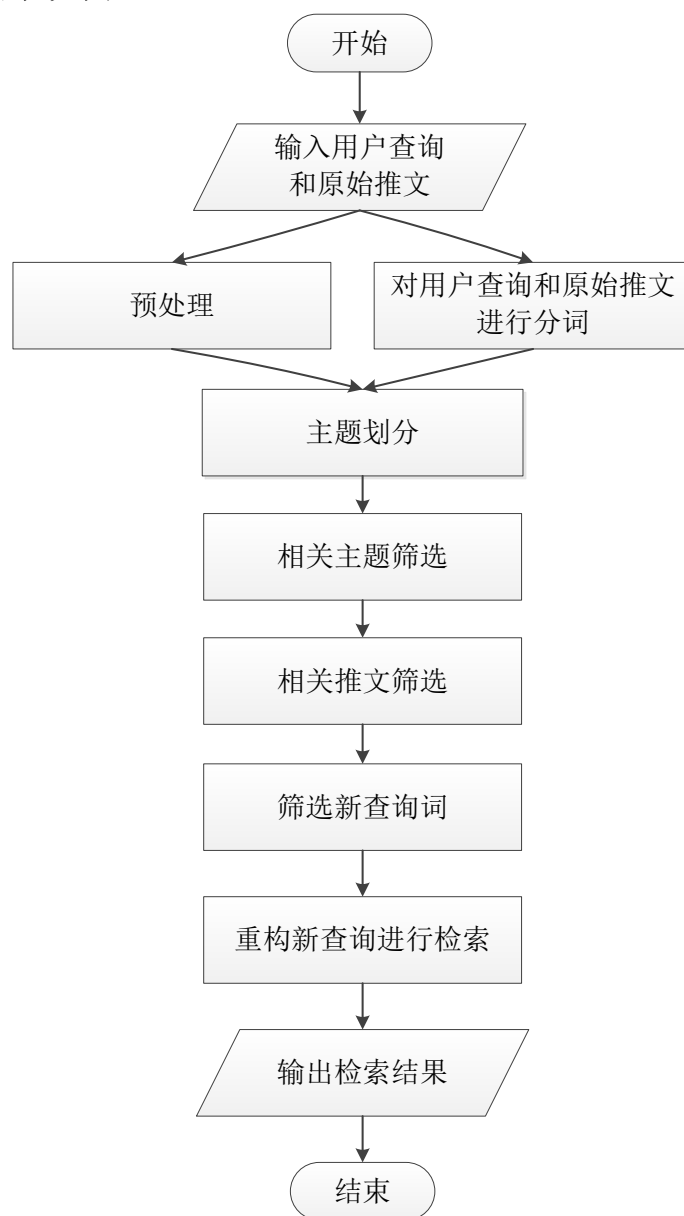 开始
输入用户查询
和原始推文
预处理
对用户查询和原始推文
进行分词
主题划分
相关主题筛选
相关推文筛选
筛选新查询词
重构新查询进行检索
输出检索结果
结束